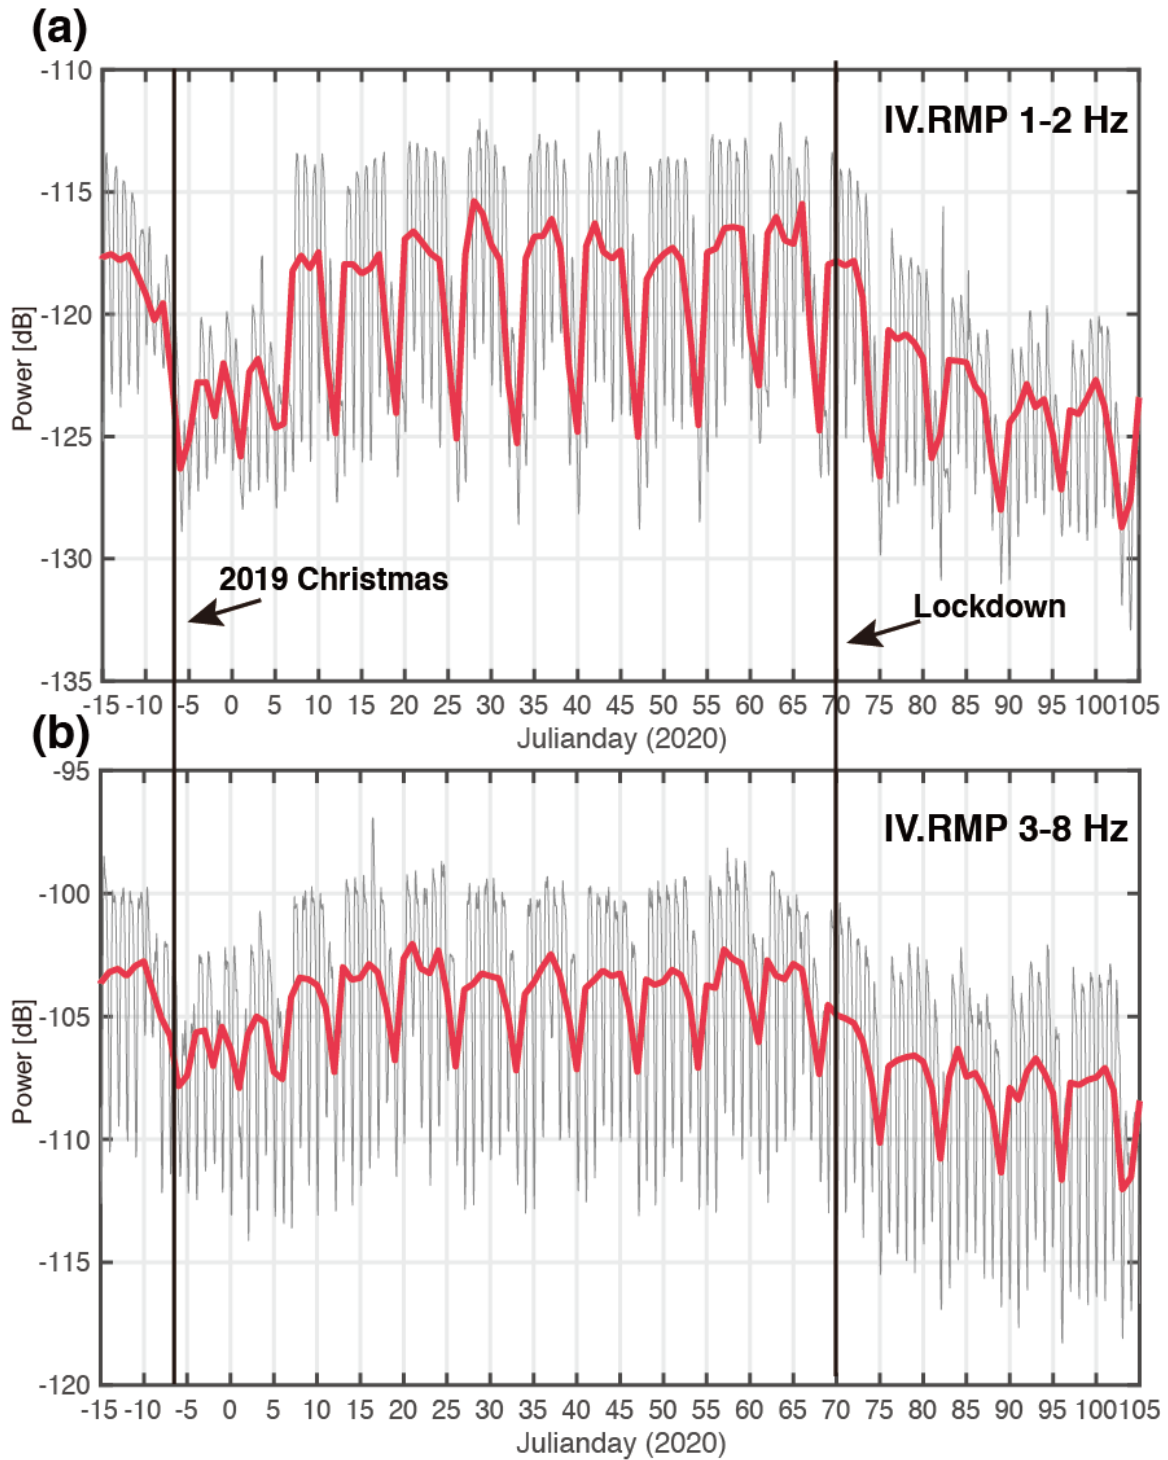 (a)
-110
IV.RMP 1-2 Hz
-115
-120
Power [dB]
-125
-130
2019 Christmas
Lockdown
-135
-15 -10 -5 0 5 10 15 20 25 30 35 40 45 50 55 60 65 70 75 80 85 90 95 100 105
Julianday (2020)
(b)
-95
IV.RMP 3-8 Hz
-100
-105
Power [dB]
-110
-115
-120
-15 -10 -5 0 5 10 15 20 25 30 35 40 45 50 55 60 65 70 75 80 85 90 95 100 105
Julianday (2020)